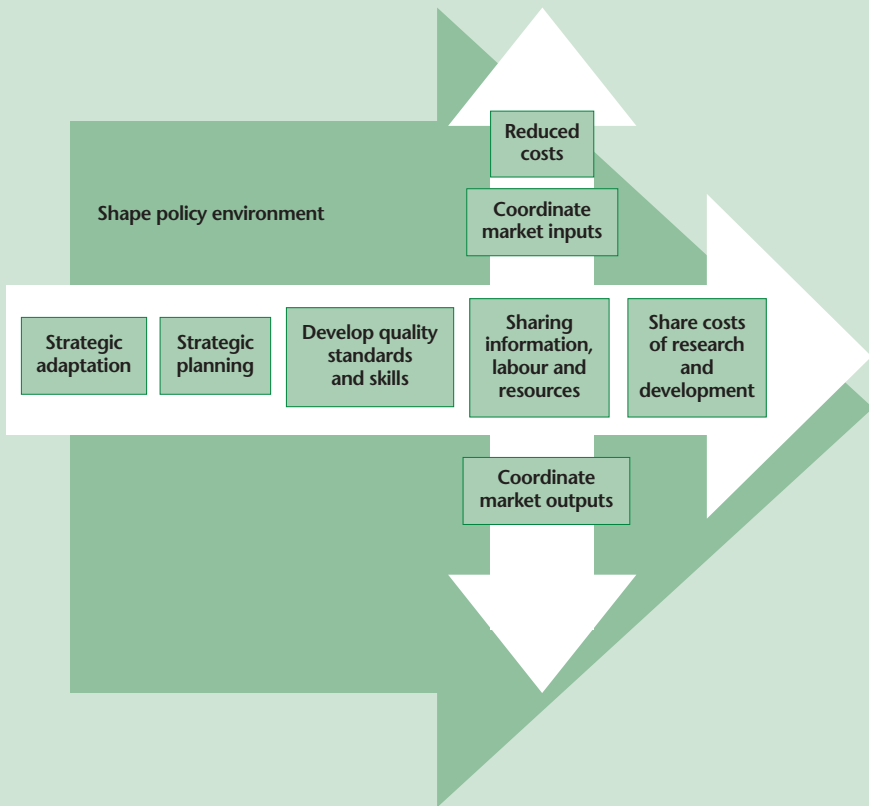 Reduced
costs
Shape policy environment
Coordinate
market inputs
Strategic
adaptation
Strategic
planning
Develop quality
standards
and skills
Sharing
information,
labour and
resources
Share costs
of research
and
development
Coordinate
market outputs